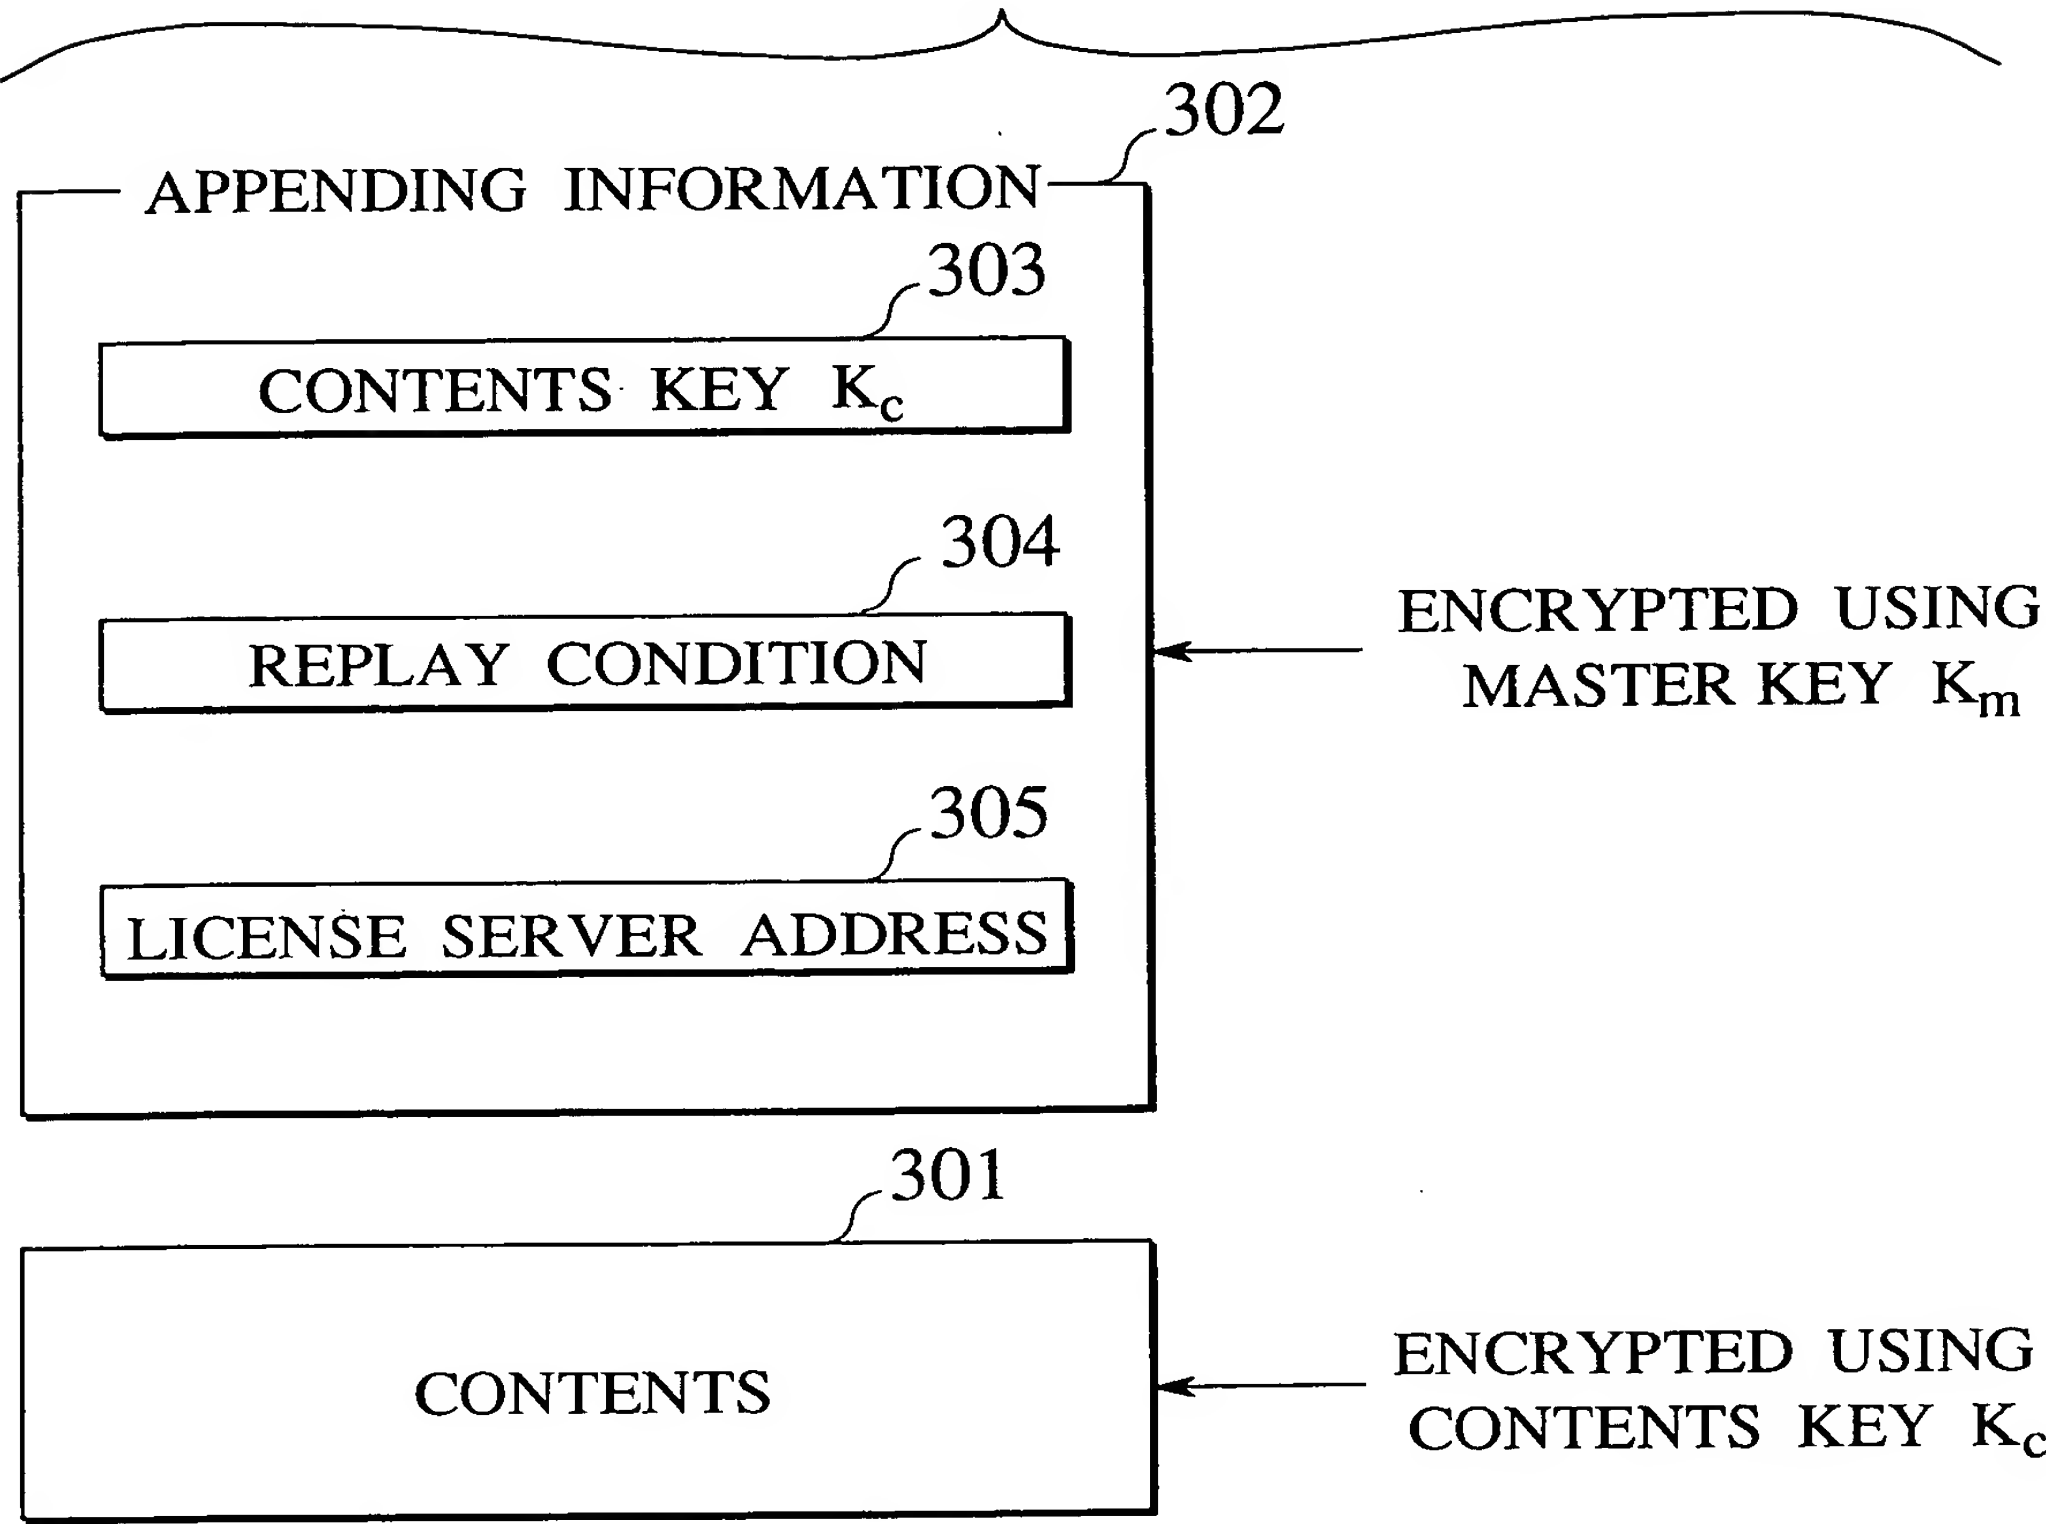 302
APPENDING INFORMATION
303
CONTENTS KEY Kc
304
REPLAY CONDITION
ENCRYPTED USING
MASTER KEY Km
305
LICENSE SERVER ADDRESS
301
CONTENTS
ENCRYPTED USING
CONTENTS KEY Kc